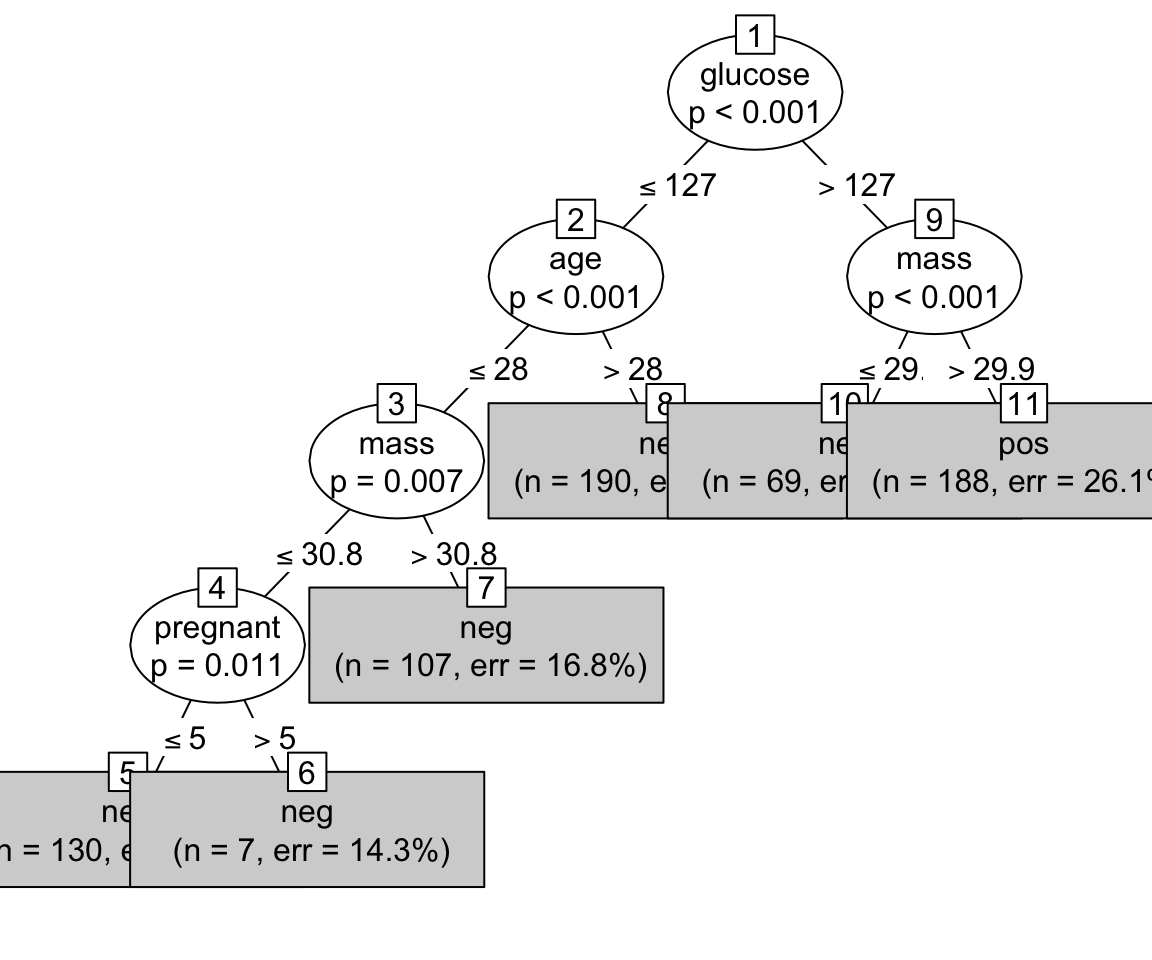 1
glucose
p < 0.001
≤ 127
> 127
2
age
p < 0.001
9
mass
p < 0.001
≤ 28
> 28
≤ 29.
> 29.9
3
mass
p = 0.007
8
ne
(n = 190, e
10
ne
(n = 69, er
11
pos
(n = 188, err = 26.1%
≤ 30.8
> 30.8
4
pregnant
p = 0.011
7
neg
(n = 107, err = 16.8%)
≤ 5
> 5
5
ne
n = 130, e
6
neg
(n = 7, err = 14.3%)